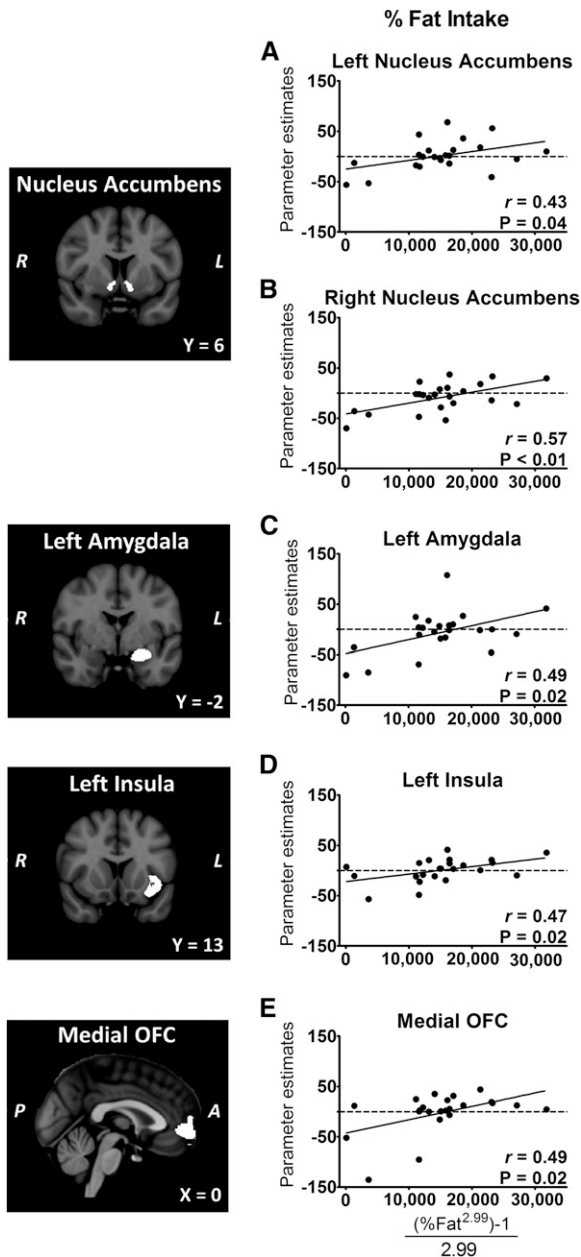 % Fat Intake
A
Left Nucleus Accumbens
Nucleus Accumbens
R
L
Y = 6
Parameter estimates
150
50
-50
-150
0
10,000
20,000
30,000
r = 0.43
P = 0.04
B
Right Nucleus Accumbens
Parameter estimates
150
50
-50
-150
0
10,000
20,000
30,000
r = 0.57
P < 0.01
Left Amygdala
R
L
Y = -2
C
Left Amygdala
Parameter estimates
150
50
-50
-150
0
10,000
20,000
30,000
r = 0.49
P = 0.02
Left Insula
R
L
Y = 13
D
Left Insula
Parameter estimates
150
50
-50
-150
0
10,000
20,000
30,000
r = 0.47
P = 0.02
Medial OFC
P
A
X = 0
E
Medial OFC
Parameter estimates
150
50
-50
-150
0
10,000
20,000
30,000
r = 0.49
P = 0.02
(%Fat^2.99)-1
2.99